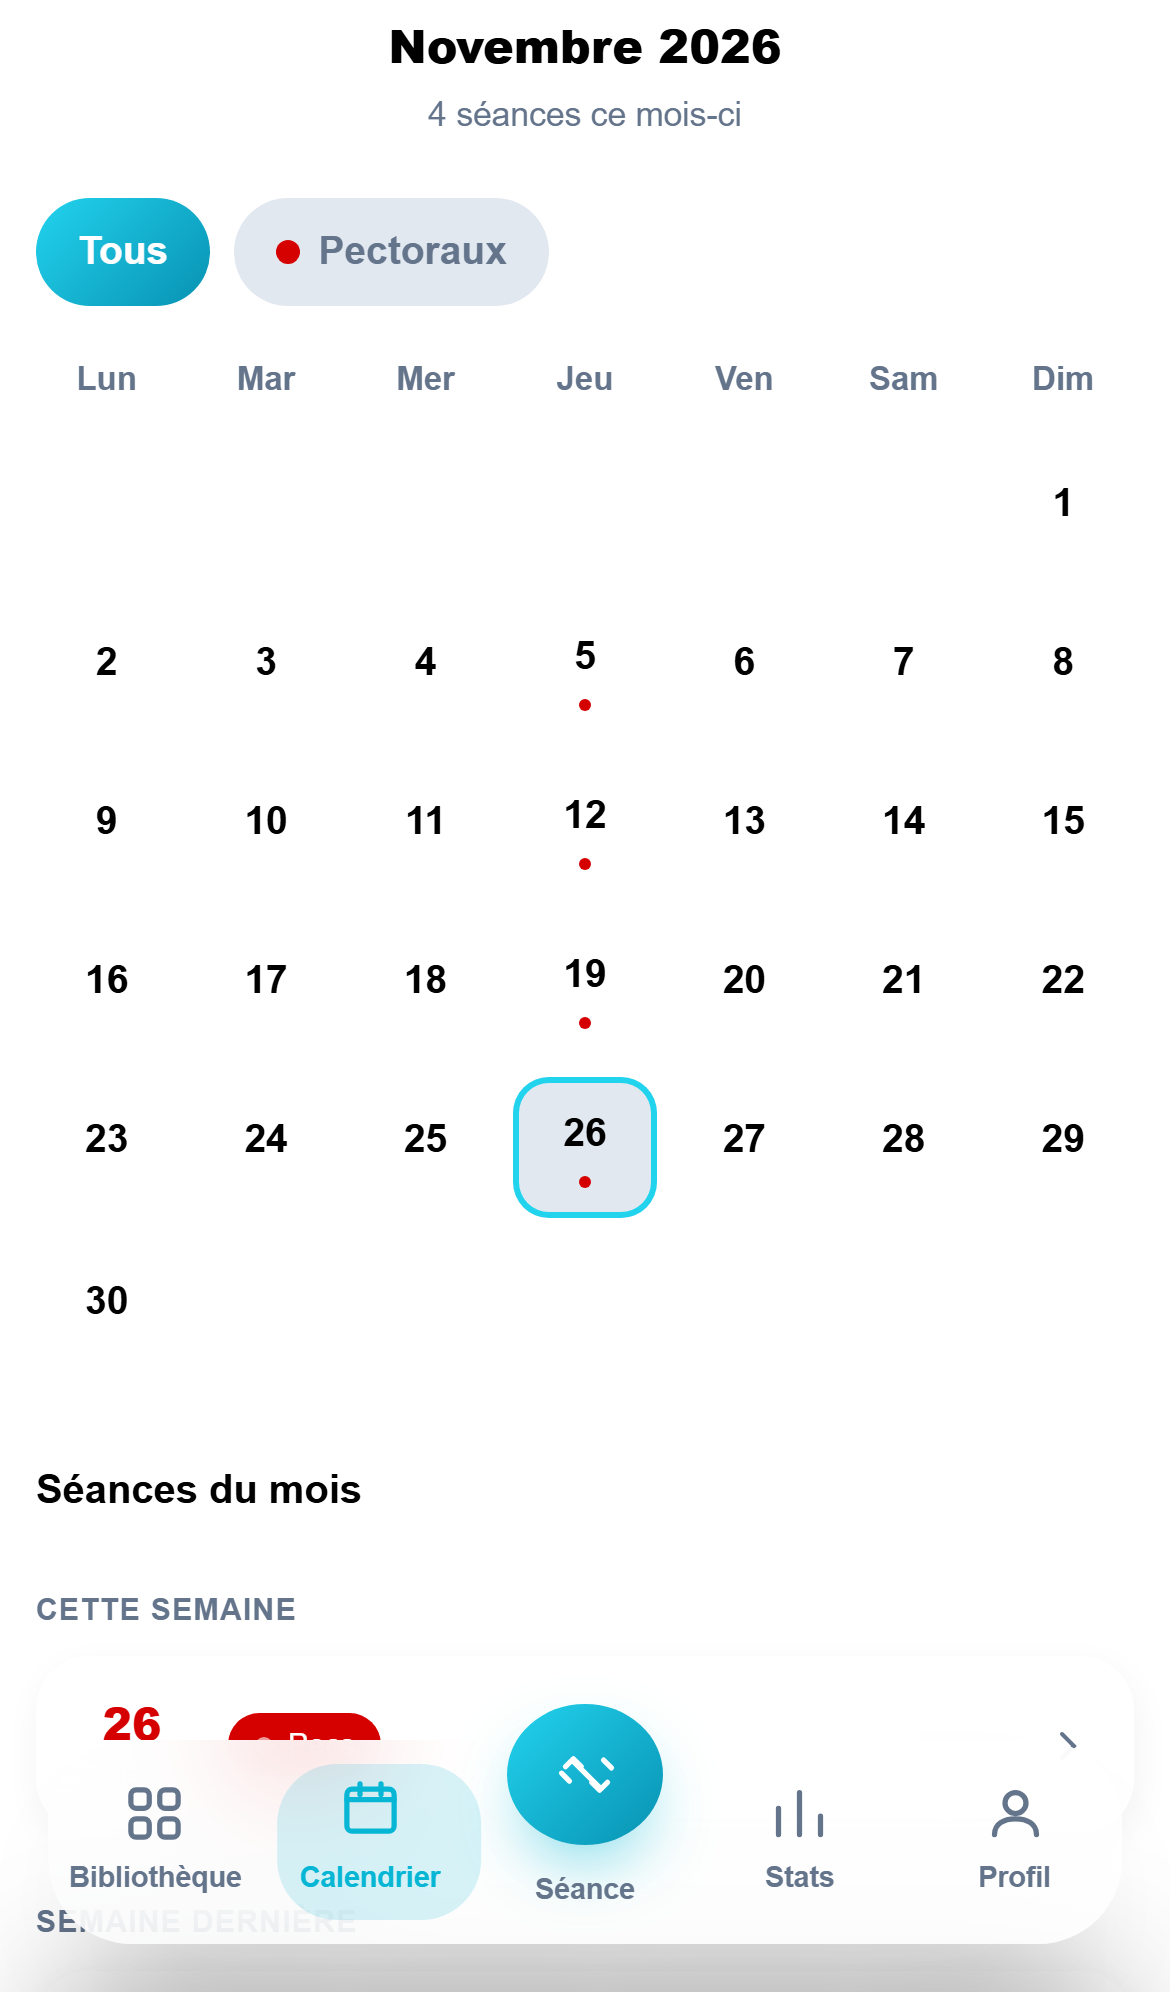 Novembre 2026
4 séances ce mois-ci
Tous
Pectoraux
Lun Mar Mer Jeu Ven Sam Dim
1
2 3 4 5 6 7 8
9 10 11 12 13 14 15
16 17 18 19 20 21 22
23 24 25 26 27 28 29
30
Séances du mois
CETTE SEMAINE
26
Bibliothèque Calendrier Séance Stats Profil
SEMAINE DERNIÈRE